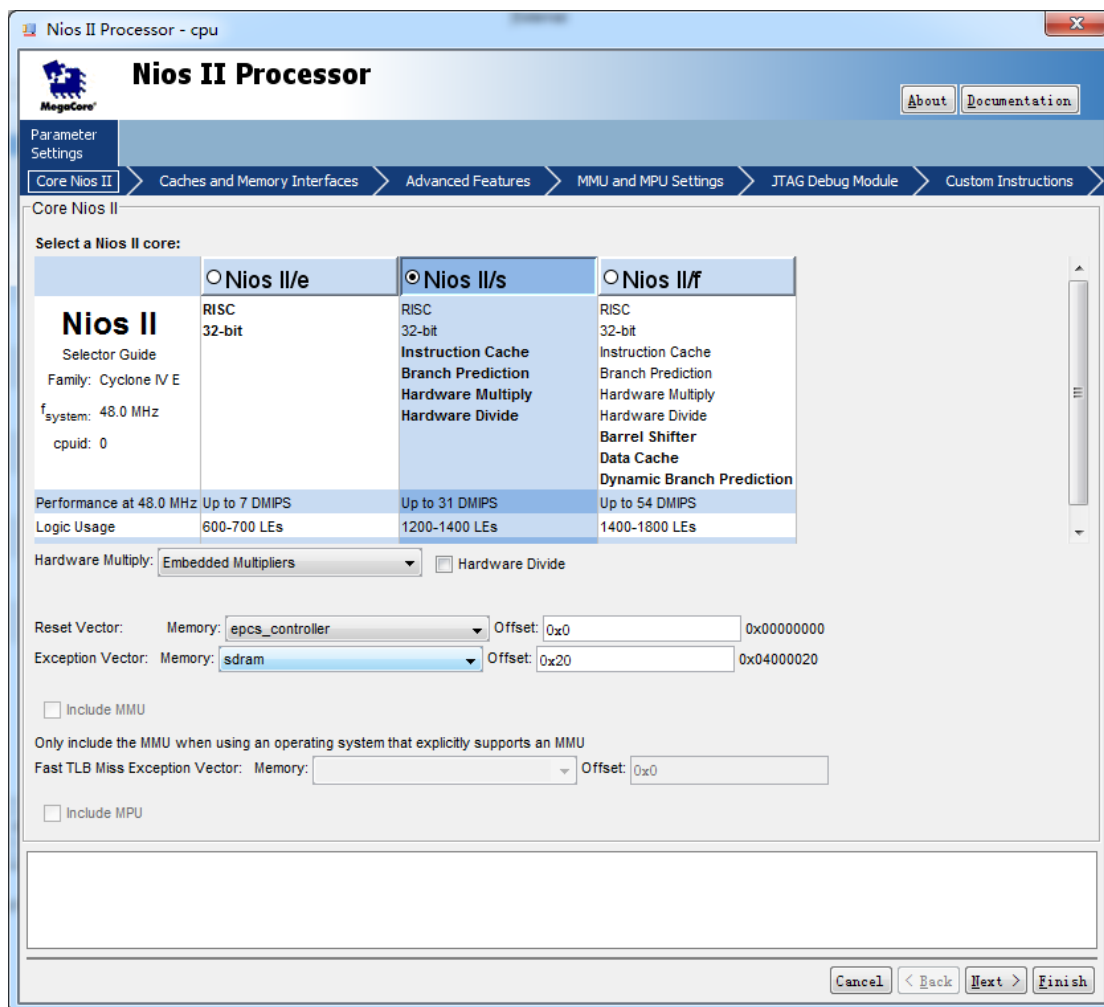 External
Nios II Processor - cpu
MegaCore®
Nios II Processor
About
Documentation
Parameter
Settings
Core Nios II
Caches and Memory Interfaces
Advanced Features
MMU and MPU Settings
JTAG Debug Module
Custom Instructions
Core Nios II
Select a Nios II core:
Nios II/e
Nios II/s
Nios II/f
Nios II
Selector Guide
Family: Cyclone IV E
fsystem: 48.0 MHz
cpuid: 0
RISC
32-bit
RISC
32-bit
Instruction Cache
Branch Prediction
Hardware Multiply
Hardware Divide
RISC
32-bit
Instruction Cache
Branch Prediction
Hardware Multiply
Hardware Divide
Barrel Shifter
Data Cache
Dynamic Branch Prediction
Performance at 48.0 MHz Up to 7 DMIPS Up to 31 DMIPS Up to 54 DMIPS
Logic Usage 600-700 LEs 1200-1400 LEs 1400-1800 LEs
Hardware Multiply: Embedded Multipliers Hardware Divide
Reset Vector: Memory: epcs_controller Offset: 0x0 0x00000000
Exception Vector: Memory: sdram Offset: 0x20 0x04000020
Include MMU
Only include the MMU when using an operating system that explicitly supports an MMU
Fast TLB Miss Exception Vector: Memory: Offset: 0x0
Include MPU
Cancel < Back Next > Finish